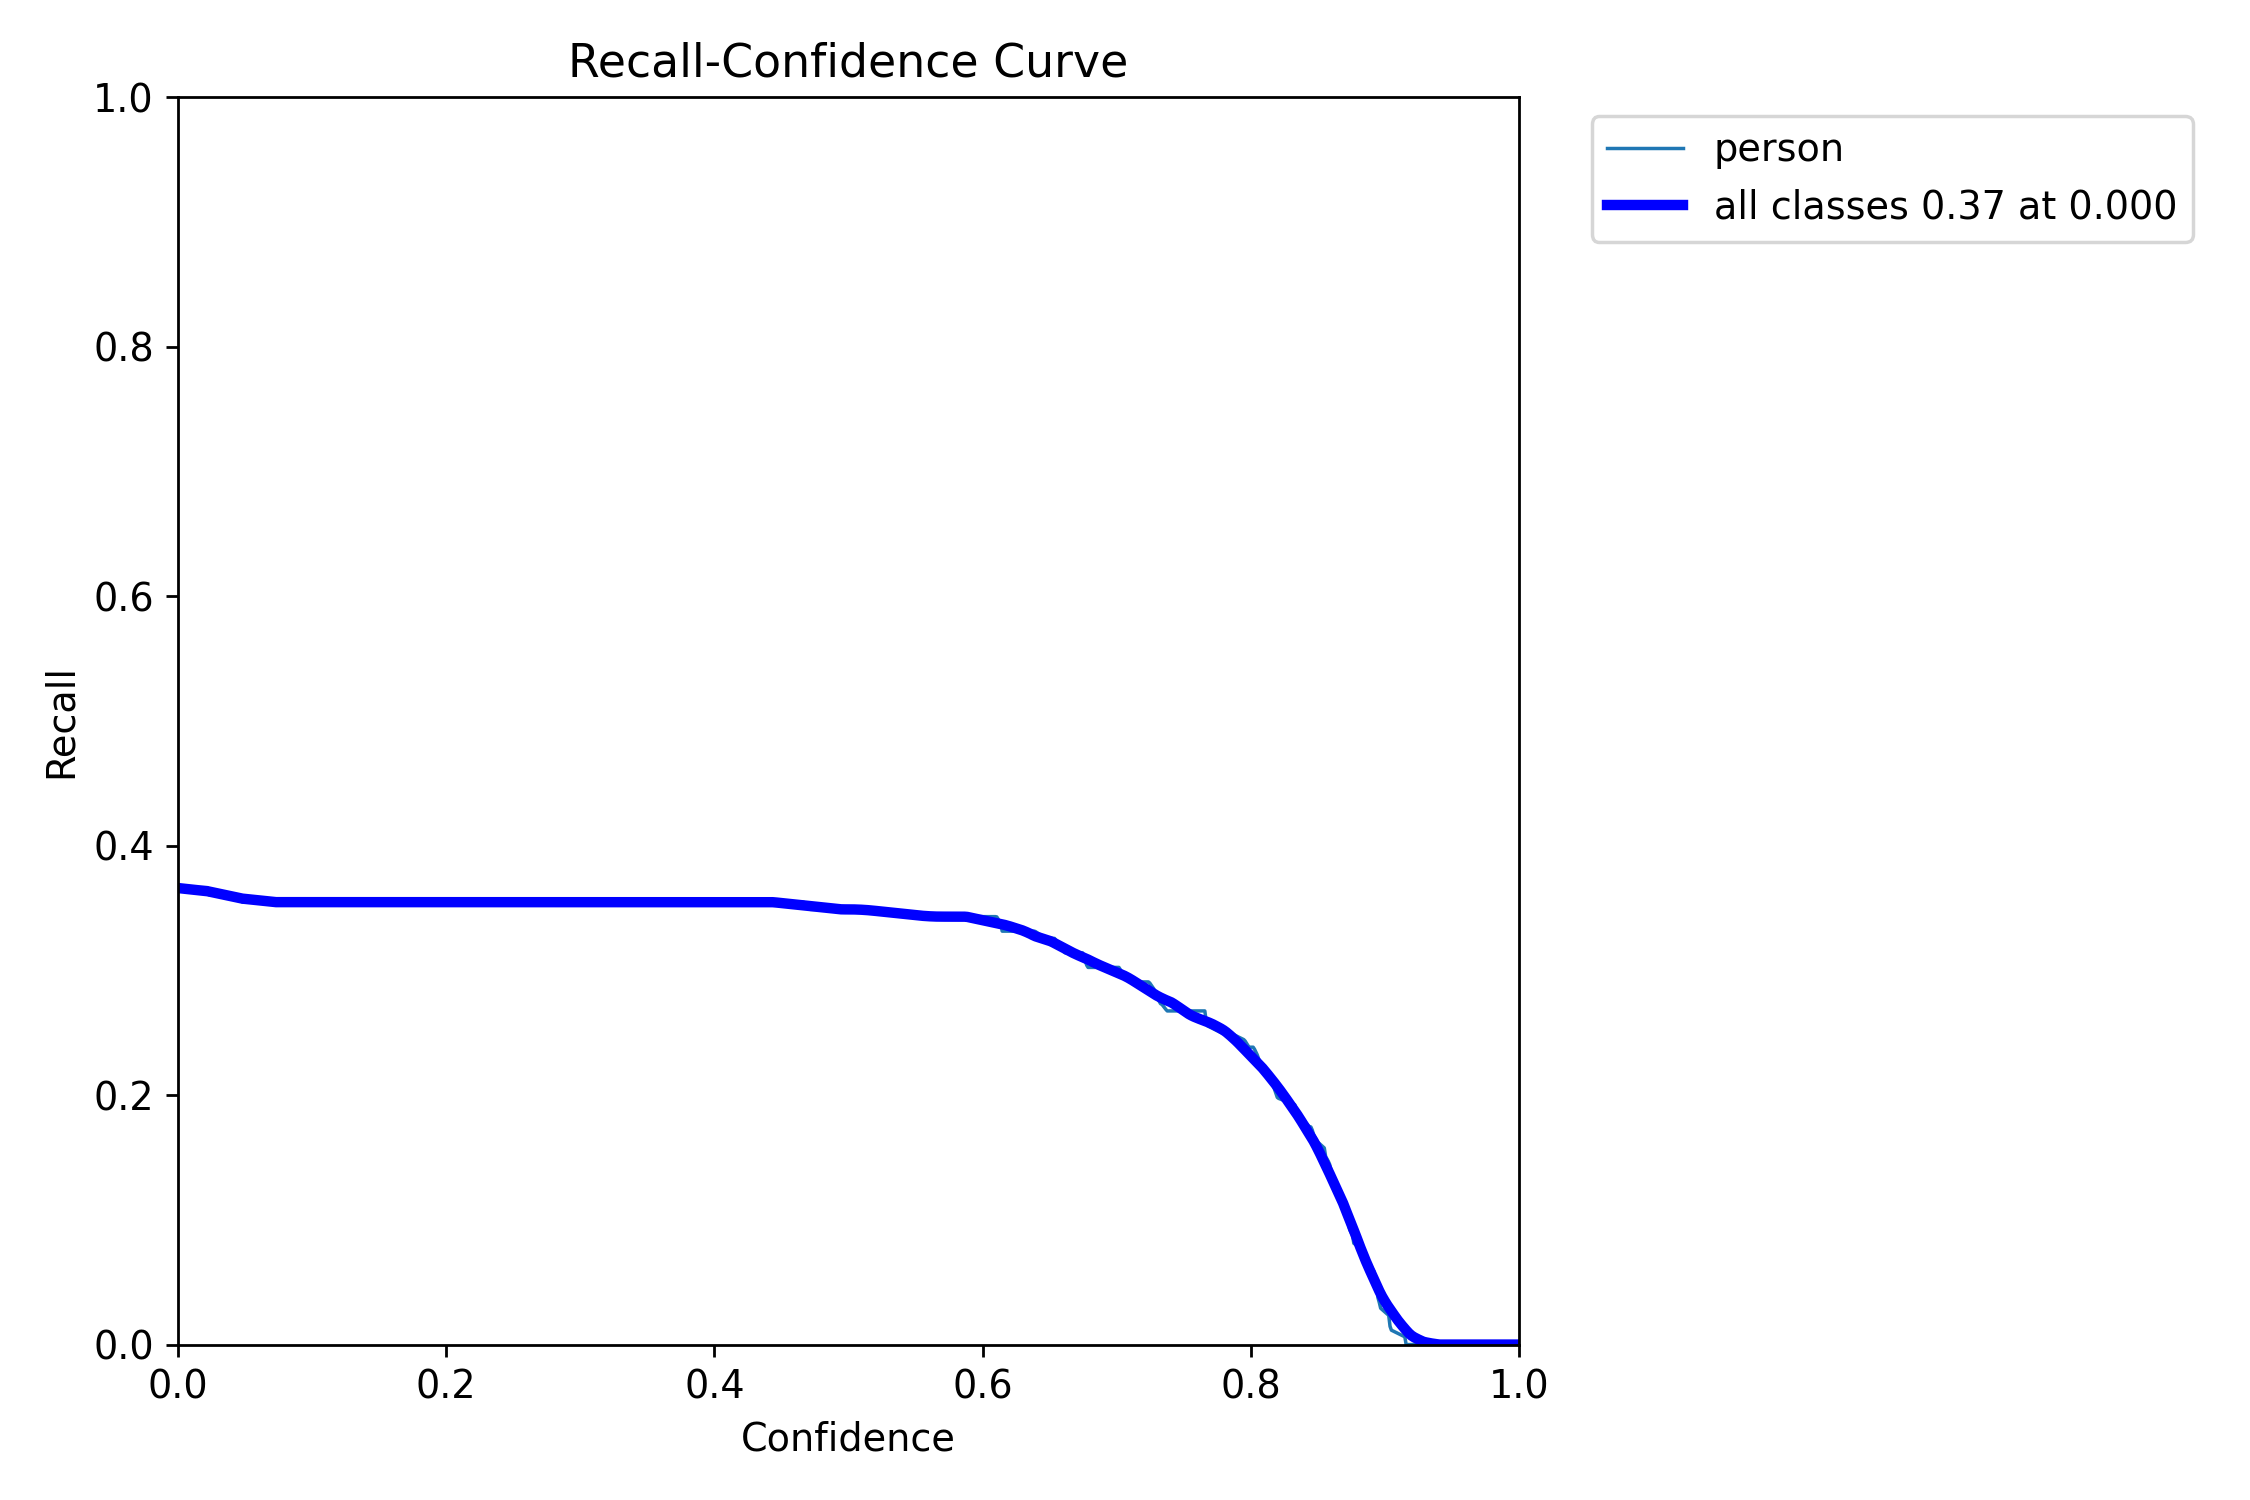 Recall-Confidence Curve
1.0
0.8
0.6
0.4
0.2
0.0
Recall
0.0 0.2 0.4 0.6 0.8 1.0
Confidence
person
all classes 0.37 at 0.000